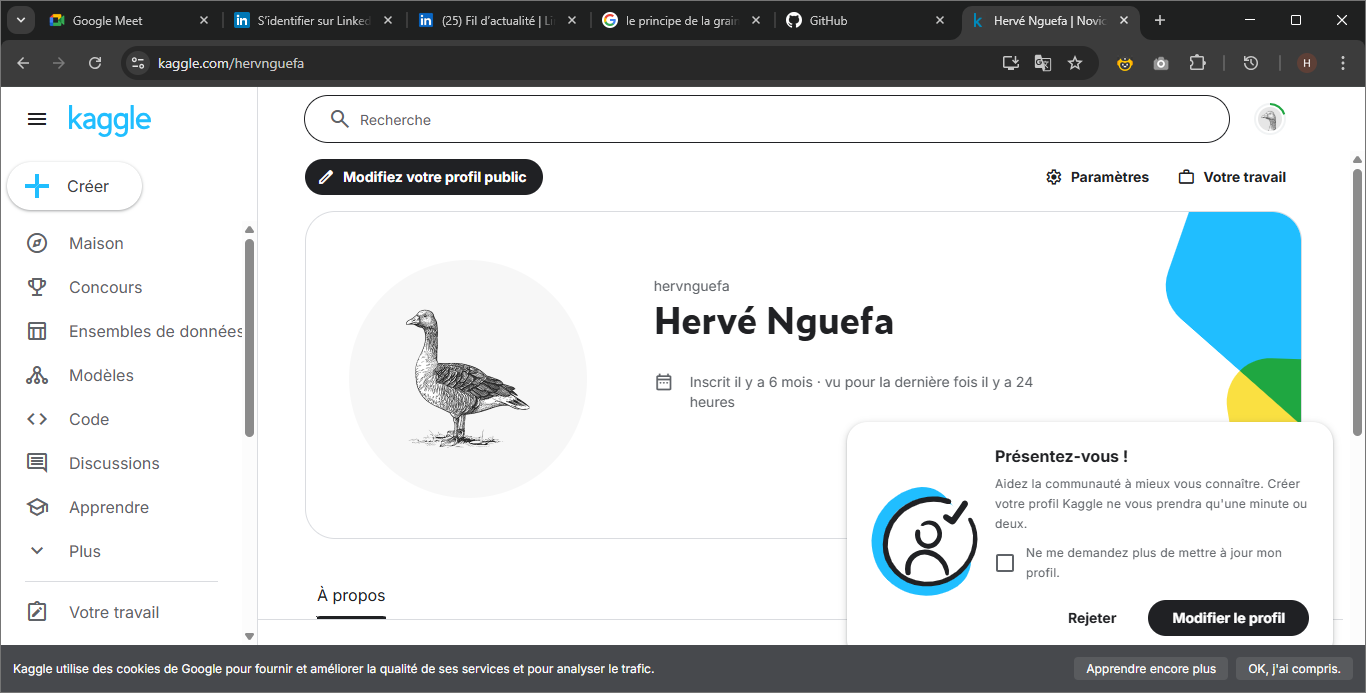 Google Meet
S'identifier sur Linked
(25) Fil d'actualité | Li
le principe de la grain
GitHub
Hervé Nguefa | Novic
kaggle.com/hervnguefa
H
kaggle
Recherche
Créer
Modifiez votre profil public
Paramètres
Votre travail
Maison
Concours
Ensembles de données
Modèles
Code
Discussions
Apprendre
Plus
Votre travail
hervnguefa
Hervé Nguefa
Inscrit il y a 6 mois · vu pour la dernière fois il y a 24
heures
À propos
Présentez-vous !
Aidez la communauté à mieux vous connaître. Créer
votre profil Kaggle ne vous prendra qu'une minute ou
deux.
Ne me demandez plus de mettre à jour mon
profil.
Rejeter
Modifier le profil
Kaggle utilise des cookies de Google pour fournir et améliorer la qualité de ses services et pour analyser le trafic.
Apprendre encore plus
OK, j'ai compris.